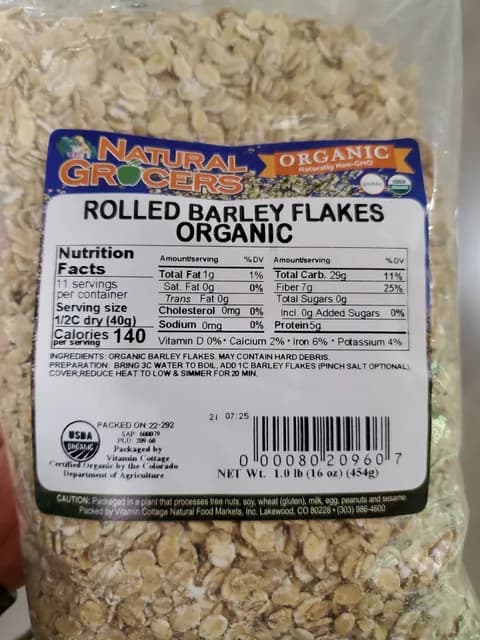 NATURAL GROCERS
ORGANIC
Naturally Non-GMO
ROLLED BARLEY FLAKES
ORGANIC
Nutrition Facts
11 servings per container
Serving size
1/2C dry (40g)
Calories per serving 140
Amount/serving %DV
Total Fat 1g 1%
Sat. Fat 0g 0%
Trans Fat 0g
Cholesterol 0mg 0%
Sodium 0mg 0%
Amount/serving %DV
Total Carb. 29g 11%
Fiber 7g 25%
Total Sugars 0g
Incl. 0g Added Sugars 0%
Protein 5g
Vitamin D 0% • Calcium 2% • Iron 6% • Potassium 4%
INGREDIENTS: ORGANIC BARLEY FLAKES. MAY CONTAIN HARD DEBRIS.
PREPARATION: BRING 3C WATER TO BOIL, ADD 1C BARLEY FLAKES (PINCH SALT OPTIONAL).
COVER,REDUCE HEAT TO LOW & SIMMER FOR 20 MIN.
21 07:25
PACKED ON: 22-292
PLU: 209 60
Packaged by
Vitamin Cottage
USDA
ORGANIC
Certified Organic by the Colorado
Department of Agriculture
0 00080 20960 7
NET Wt. 1.0 lb (16 oz) (454g)
CAUTION: Packaged in a plant that processes tree nuts, soy, wheat (gluten), milk, egg, peanuts and sesame.
Packed by Vitamin Cottage Natural Food Markets, Inc. Lakewood, CO 80228 • (303) 986-4600